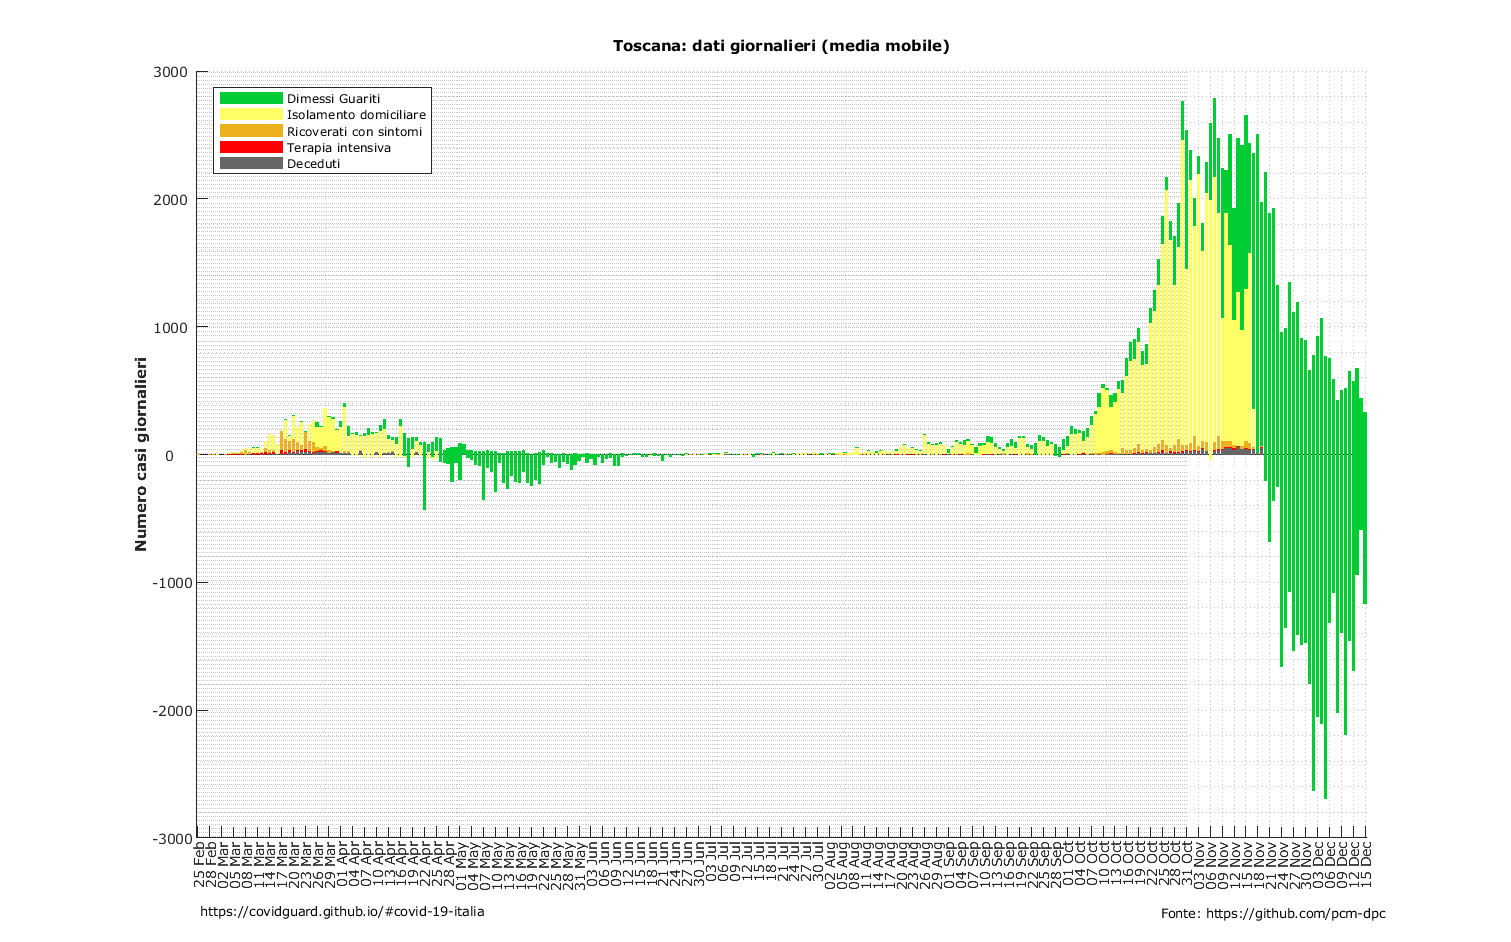 Toscana: dati giornalieri (media mobile)
3000
2000
1000
0
-1000
-2000
-3000
Numero casi giornalieri
Dimessi Guariti
Isolamento domiciliare
Ricoverati con sintomi
Terapia intensiva
Deceduti
25 Feb
28 Feb
02 Mar
05 Mar
08 Mar
11 Mar
14 Mar
17 Mar
20 Mar
23 Mar
26 Mar
29 Mar
01 Apr
04 Apr
07 Apr
10 Apr
13 Apr
16 Apr
19 Apr
22 Apr
25 Apr
28 Apr
01 May
04 May
07 May
10 May
13 May
16 May
19 May
22 May
25 May
28 May
31 May
03 Jun
06 Jun
09 Jun
12 Jun
15 Jun
18 Jun
21 Jun
24 Jun
27 Jun
30 Jun
03 Jul
06 Jul
09 Jul
12 Jul
15 Jul
18 Jul
21 Jul
24 Jul
27 Jul
30 Jul
02 Aug
05 Aug
08 Aug
11 Aug
14 Aug
17 Aug
20 Aug
23 Aug
26 Aug
29 Aug
01 Sep
04 Sep
07 Sep
10 Sep
13 Sep
16 Sep
19 Sep
22 Sep
25 Sep
28 Sep
01 Oct
04 Oct
07 Oct
10 Oct
13 Oct
16 Oct
19 Oct
22 Oct
25 Oct
28 Oct
31 Oct
03 Nov
06 Nov
09 Nov
12 Nov
15 Nov
18 Nov
21 Nov
24 Nov
27 Nov
30 Nov
03 Dec
06 Dec
09 Dec
12 Dec
15 Dec
https://covidguard.github.io/#covid-19-italia
Fonte: https://github.com/pcm-dpc